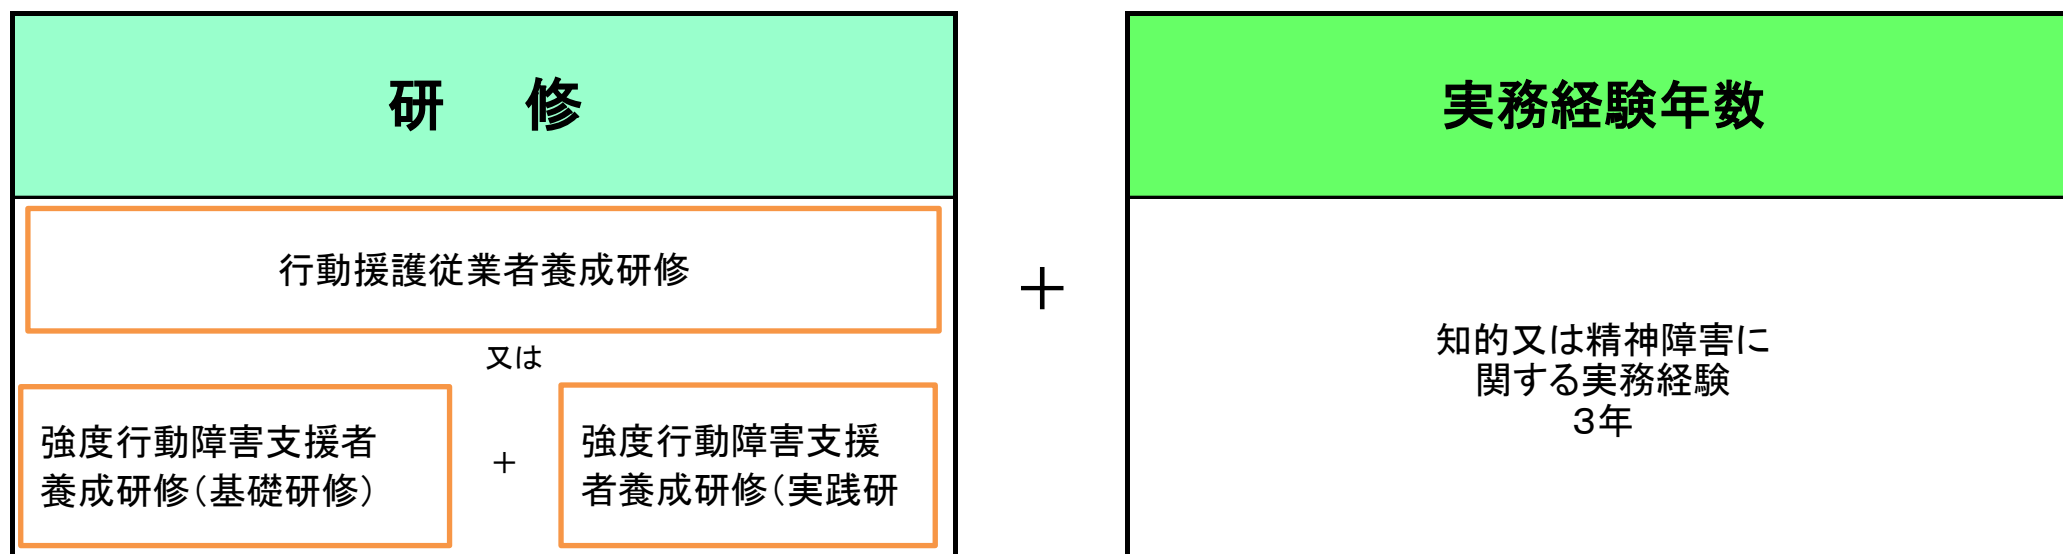 研　修
行動援護従業者養成研修
又は
強度行動障害支援者
養成研修（基礎研修）
＋
強度行動障害支援
者養成研修（実践研
＋
実務経験年数
知的又は精神障害に
関する実務経験
３年